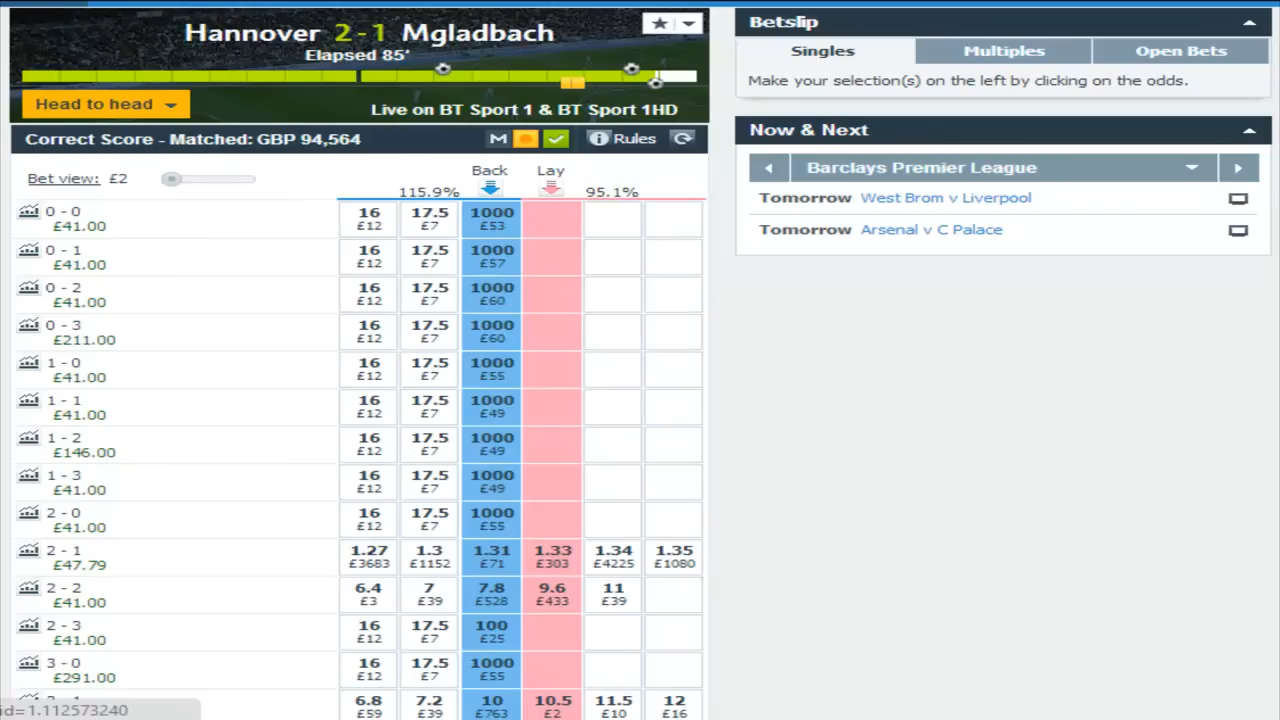 Hannover 2 - 1 Mgladbach
Elapsed 85'
Head to head
Live on BT Sport 1 & BT Sport 1HD
Correct Score - Matched: GBP 94,564
M
Rules
Bet view: £2
Back
Lay
115.9%
95.1%
0 - 0
£41.00
16 17.5 1000
£12 £7 £53
0 - 1
£41.00
16 17.5 1000
£12 £7 £57
0 - 2
£41.00
16 17.5 1000
£12 £7 £60
0 - 3
£211.00
16 17.5 1000
£12 £7 £60
1 - 0
£41.00
16 17.5 1000
£12 £7 £55
1 - 1
£41.00
16 17.5 1000
£12 £7 £49
1 - 2
£146.00
16 17.5 1000
£12 £7 £49
1 - 3
£41.00
16 17.5 1000
£12 £7 £49
2 - 0
£41.00
16 17.5 1000
£12 £7 £55
2 - 1
£47.79
1.27 1.3 1.31 1.33 1.34 1.35
£3683 £1152 £71 £303 £4225 £1080
2 - 2
£41.00
6.4 7 7.8 9.6 11
£3 £39 £528 £433 £39
2 - 3
£41.00
16 17.5 100
£12 £7 £25
3 - 0
£291.00
16 17.5 1000
£12 £7 £55
6.8 7.2 10 10.5 11.5 12
£59 £39 £763 £2 £10 £16
id=1.112573240
Betslip
Singles
Multiples
Open Bets
Make your selection(s) on the left by clicking on the odds.
Now & Next
Barclays Premier League
Tomorrow West Brom v Liverpool
Tomorrow Arsenal v C Palace